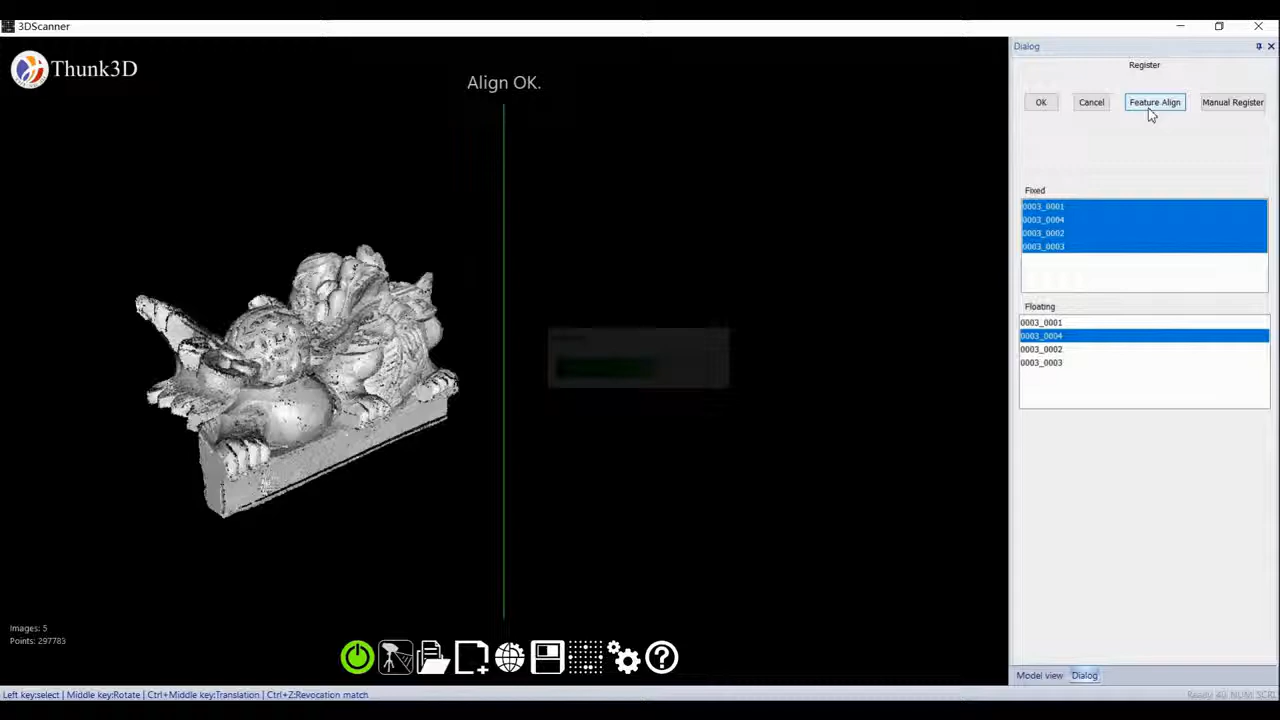 3DScanner
Thunk3D
Align OK.
Dialog
Register
OK
Cancel
Feature Align
Manual Register
Fixed
0003_0001
0003_0004
0003_0002
0003_0003
Floating
0003_0001
0003_0004
0003_0002
0003_0003
Images: 5
Points: 297783
Model view
Dialog
Left key:select | Middle key:Rotate | Ctrl+Middle key:Translation | Ctrl+Z:Revocation match